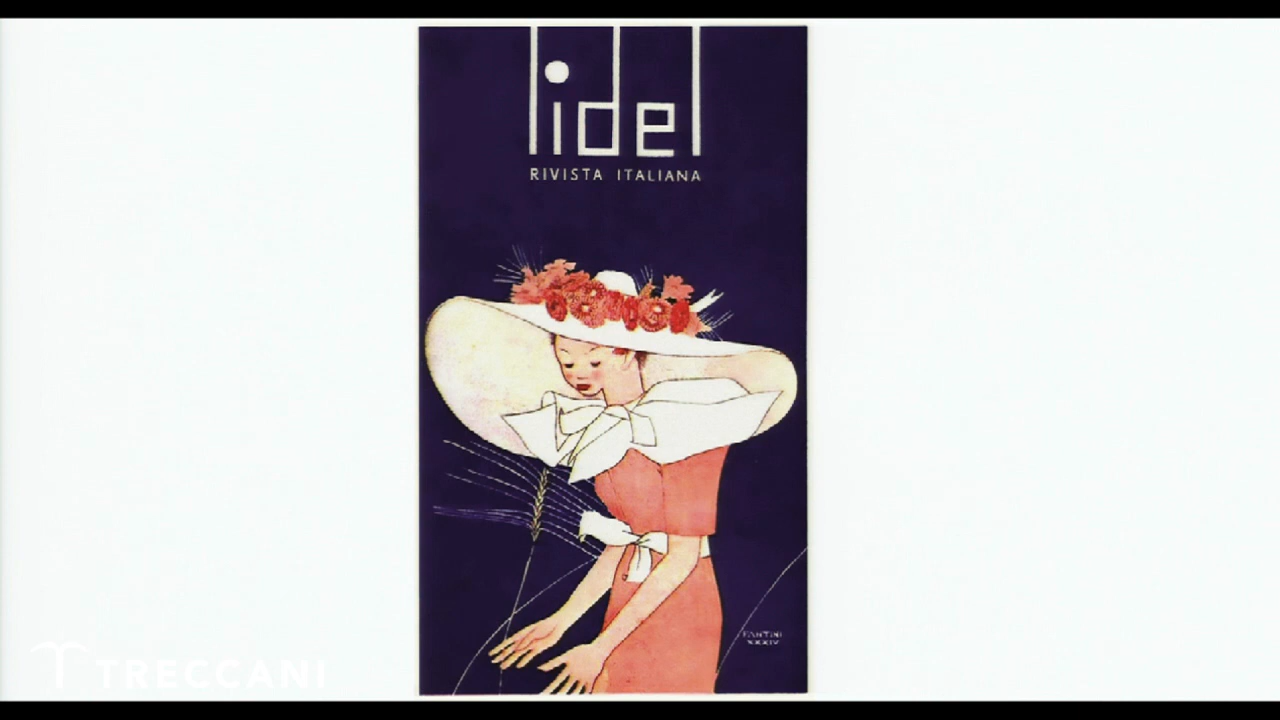 lidel
RIVISTA ITALIANA
FANTINI
XXXIV
TRECCANI